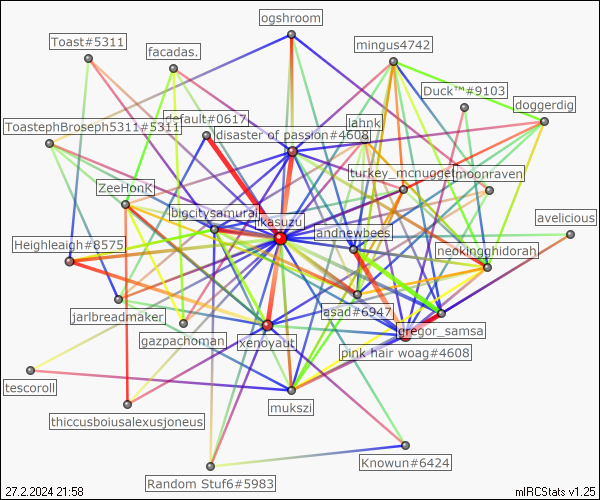 ogshroom
Toast#5311
facadas.
mingus4742
Duck™#9103
doggerdig
default#0617
lahnk
ToastephBroseph5311#5311
disaster of passion#4608
turkey_mcnugget
moonraven
ZeeHonK
bigcitysamurai
ikasuzu
avelicious
andnewbees
Heighleaigh#8575
neokingghidorah
jarlbreadmaker
asad#6947
gregor_samsa
gazpachoman
xenoyaut
pink hair woag#4608
tescoroll
mukszi
thiccusboiusalexusjoneus
Knowun#6424
Random Stuf6#5983
27.2.2024 21:58
mIRCStats v1.25